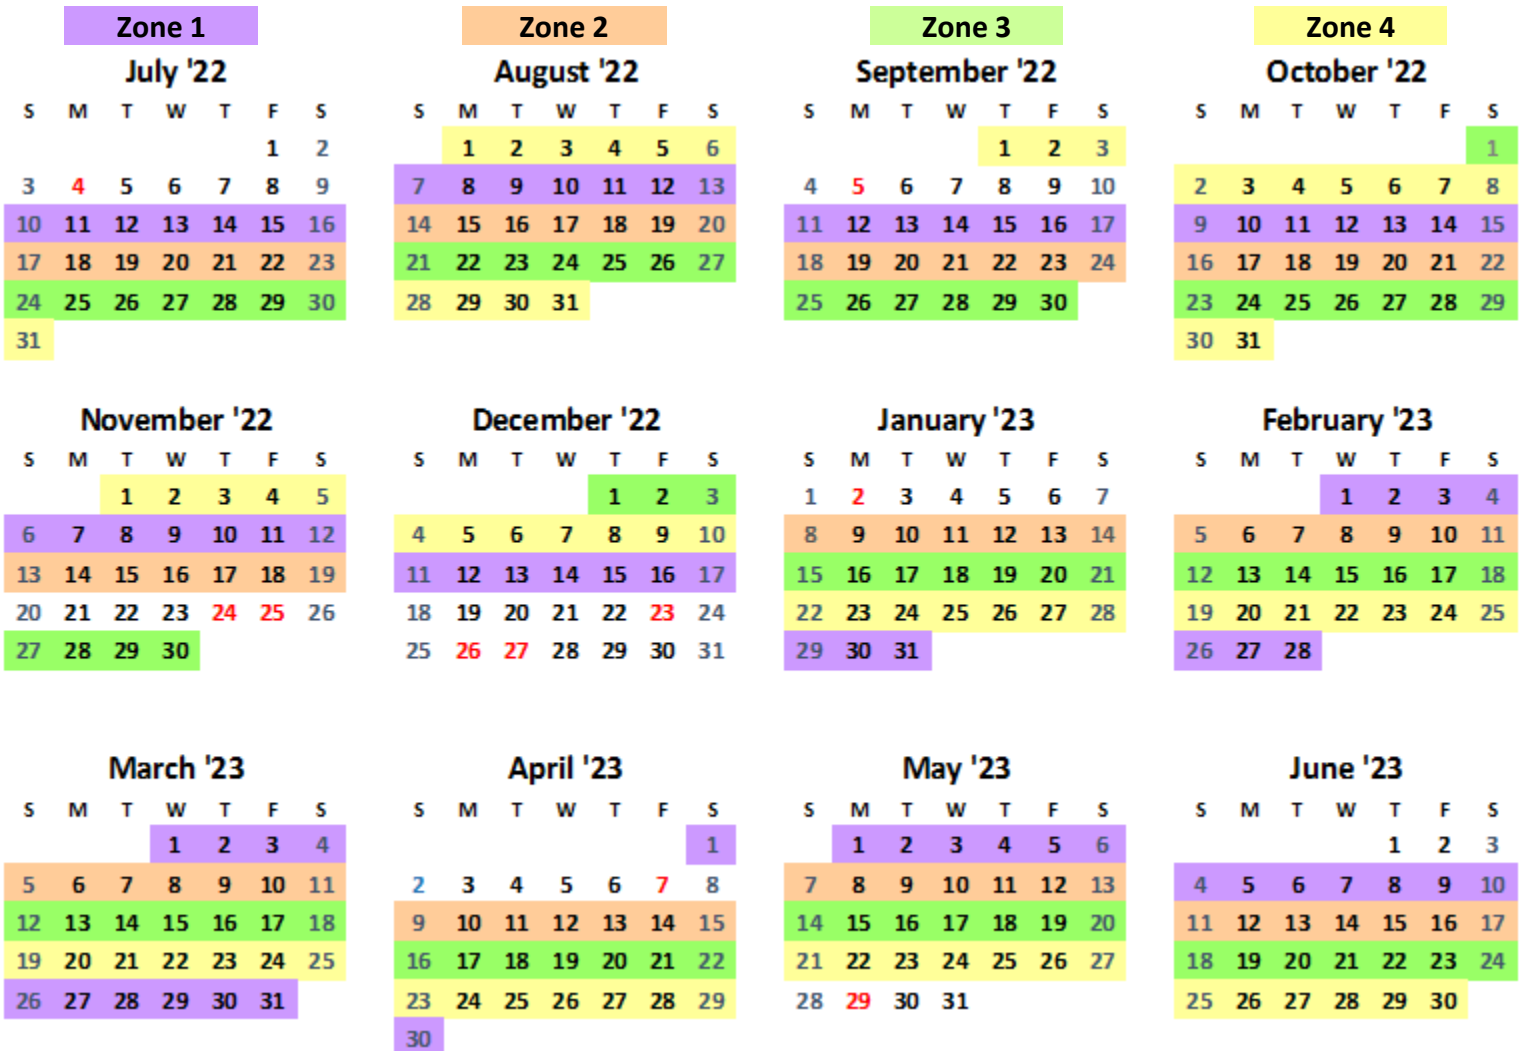 Zone 1 Zone 2 Zone 3 Zone 4
July '22 August '22 September '22 October '22
S M T W T F S S M T W T F S S M T W T F S S M T W T F S
1 2 1 2 3 4 5 6 1 2 3 1
3 4 5 6 7 8 9 7 8 9 10 11 12 13 4 5 6 7 8 9 10 2 3 4 5 6 7 8
10 11 12 13 14 15 16 14 15 16 17 18 19 20 11 12 13 14 15 16 17 9 10 11 12 13 14 15
17 18 19 20 21 22 23 21 22 23 24 25 26 27 18 19 20 21 22 23 24 16 17 18 19 20 21 22
24 25 26 27 28 29 30 28 29 30 31 25 26 27 28 29 30 23 24 25 26 27 28 29
31 30 31
November '22 December '22 January '23 February '23
S M T W T F S S M T W T F S S M T W T F S S M T W T F S
1 2 3 4 5 1 2 3 1 2 3 4 5 6 7 1 2 3 4
6 7 8 9 10 11 12 4 5 6 7 8 9 10 8 9 10 11 12 13 14 5 6 7 8 9 10 11
13 14 15 16 17 18 19 11 12 13 14 15 16 17 15 16 17 18 19 20 21 12 13 14 15 16 17 18
20 21 22 23 24 25 26 18 19 20 21 22 23 24 22 23 24 25 26 27 28 19 20 21 22 23 24 25
27 28 29 30 25 26 27 28 29 30 31 29 30 31 26 27 28
March '23 April '23 May '23 June '23
S M T W T F S S M T W T F S S M T W T F S S M T W T F S
1 2 3 4 1 1 2 3 4 5 6 1 2 3
5 6 7 8 9 10 11 2 3 4 5 6 7 8 7 8 9 10 11 12 13 4 5 6 7 8 9 10
12 13 14 15 16 17 18 9 10 11 12 13 14 15 14 15 16 17 18 19 20 11 12 13 14 15 16 17
19 20 21 22 23 24 25 16 17 18 19 20 21 22 21 22 23 24 25 26 27 18 19 20 21 22 23 24
26 27 28 29 30 31 23 24 25 26 27 28 29 28 29 30 31 25 26 27 28 29 30
30